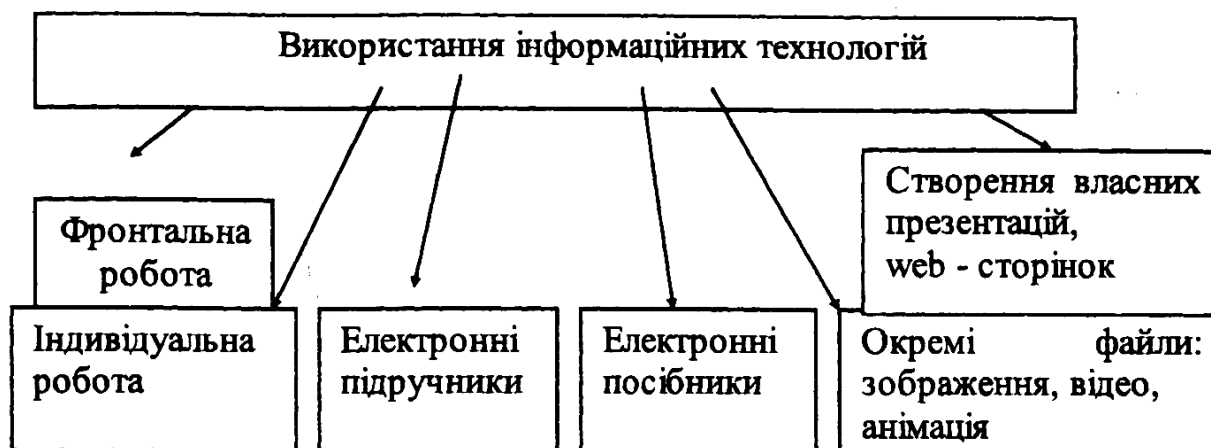 Використання інформаційних технологій
Фронтальна
робота
Створення власних
презентацій,
web - сторінок
Індивідуальна
робота
Електронні
підручники
Електронні
посібники
Окремі файли:
зображення, відео,
анімація